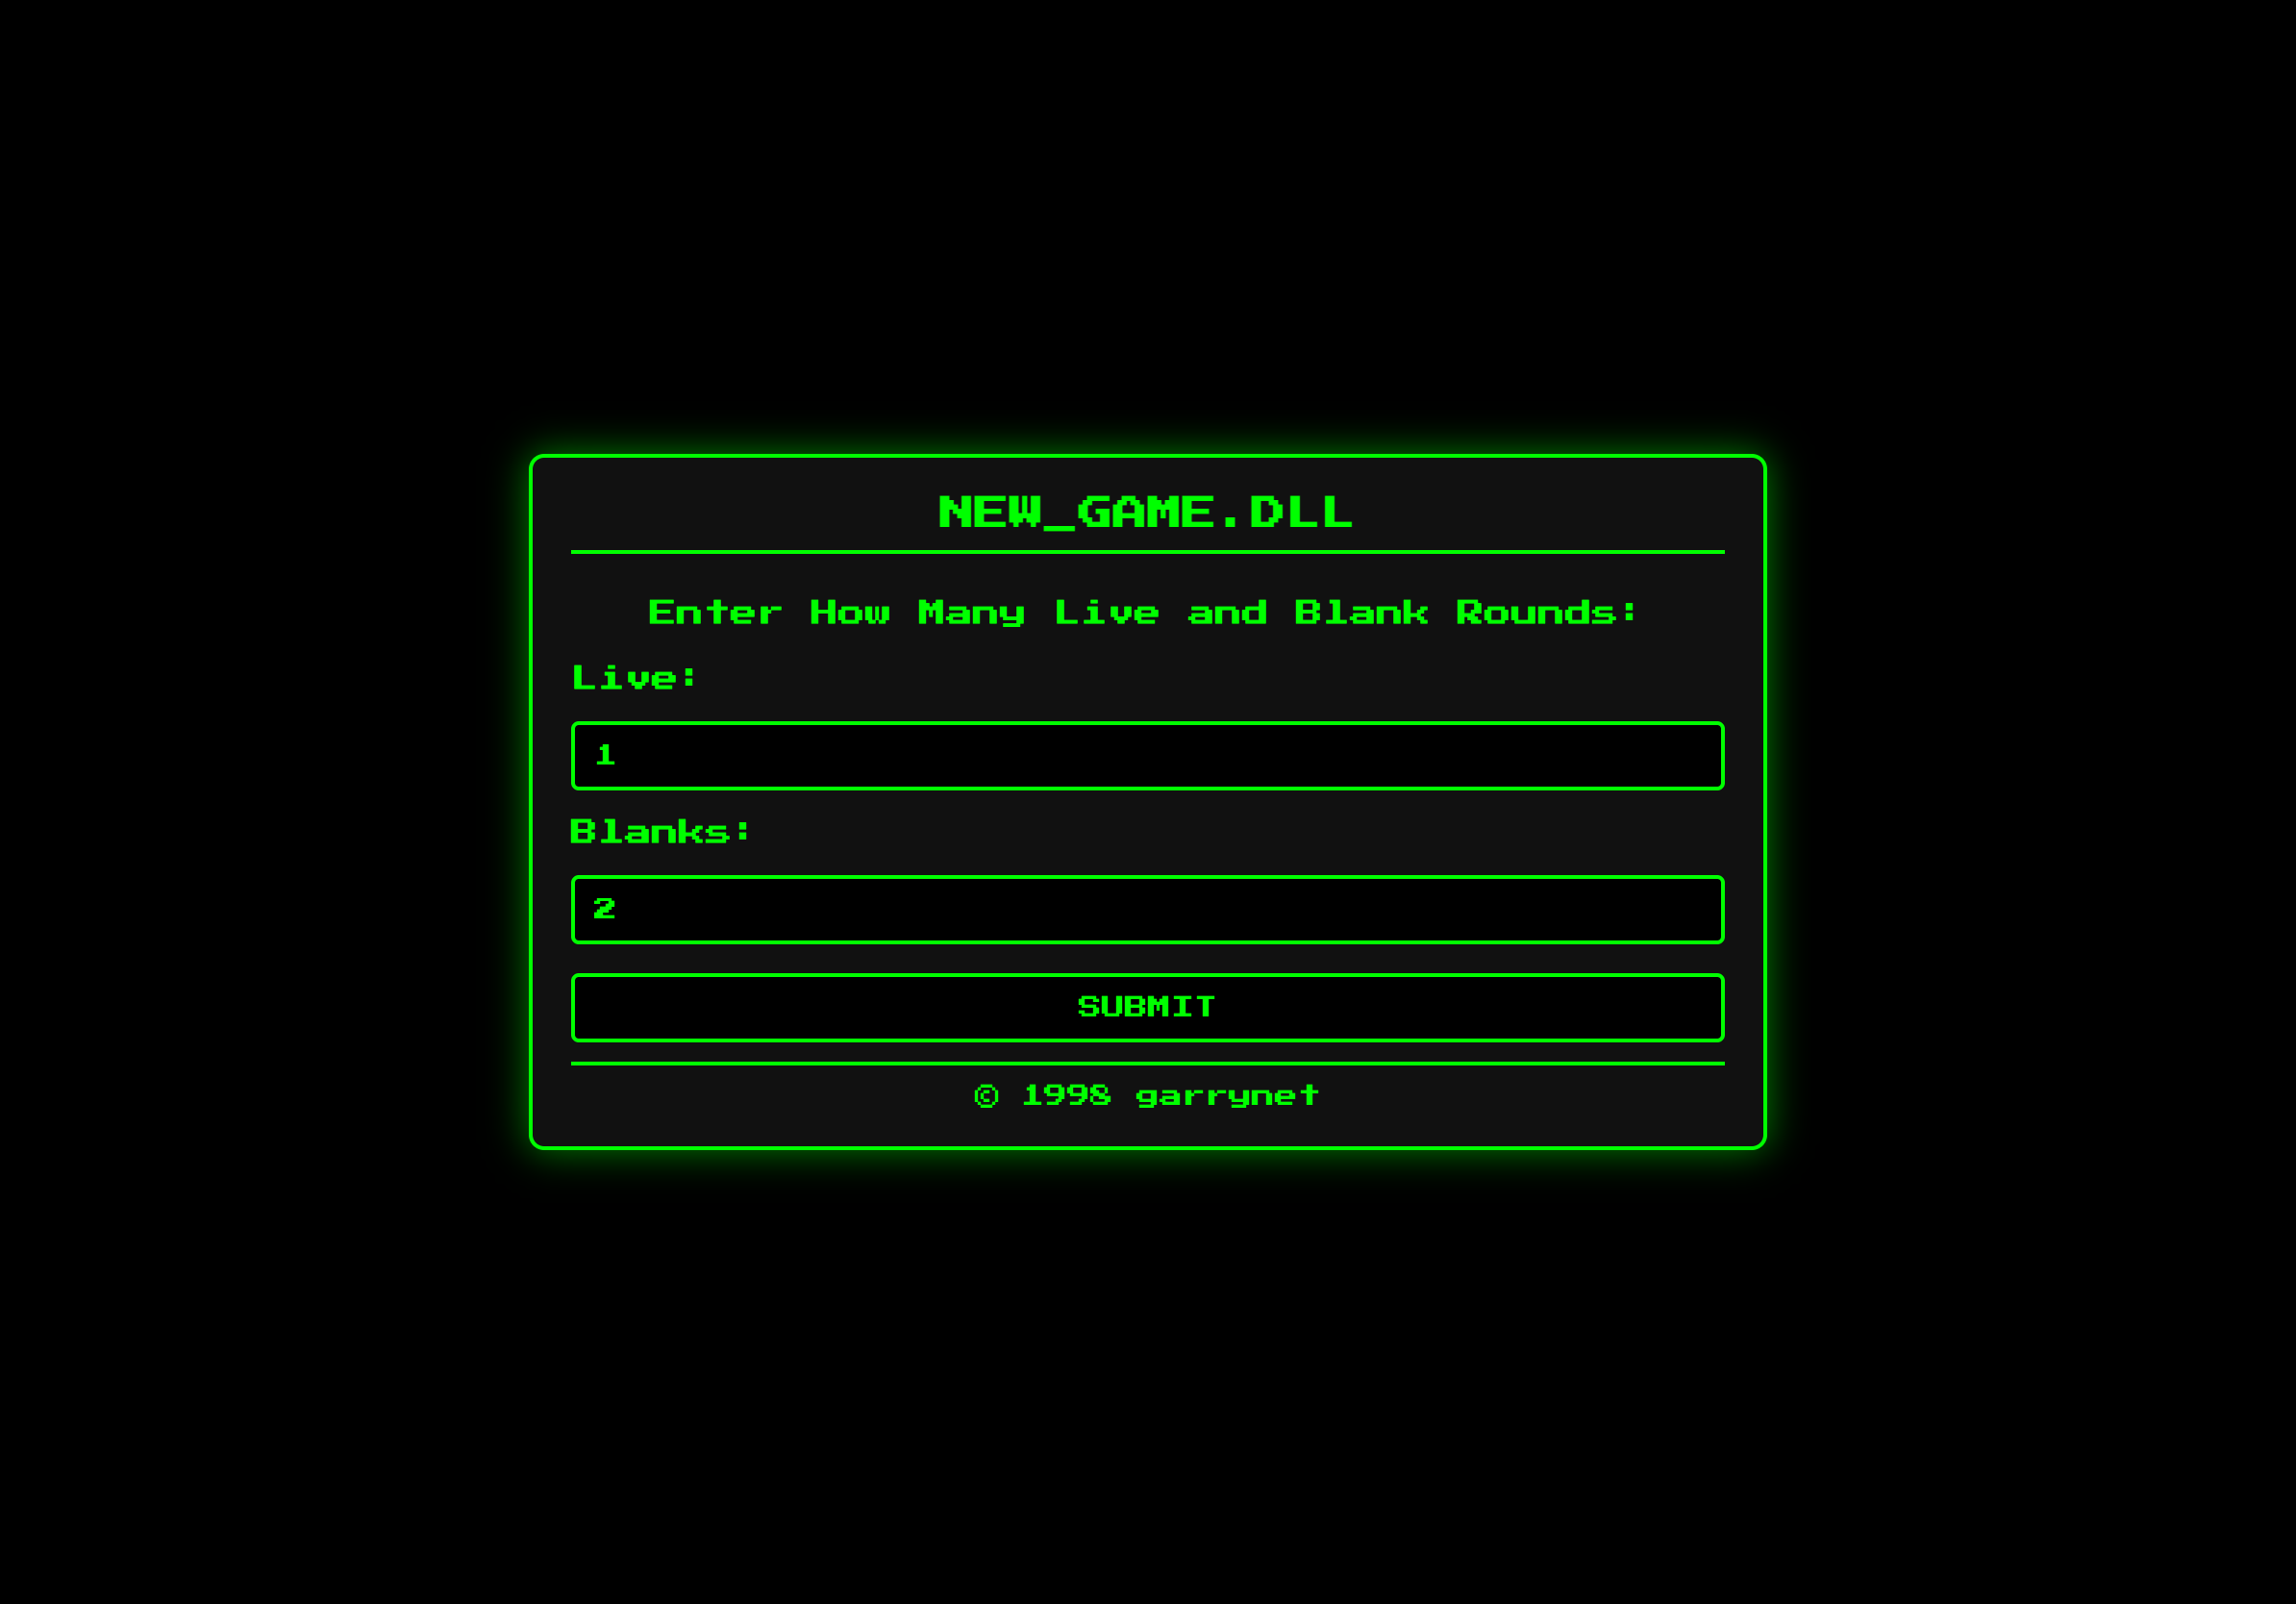 NEW_GAME.DLL
Enter How Many Live and Blank Rounds:
Live:
1
Blanks:
2
SUBMIT
© 1998 garrynet